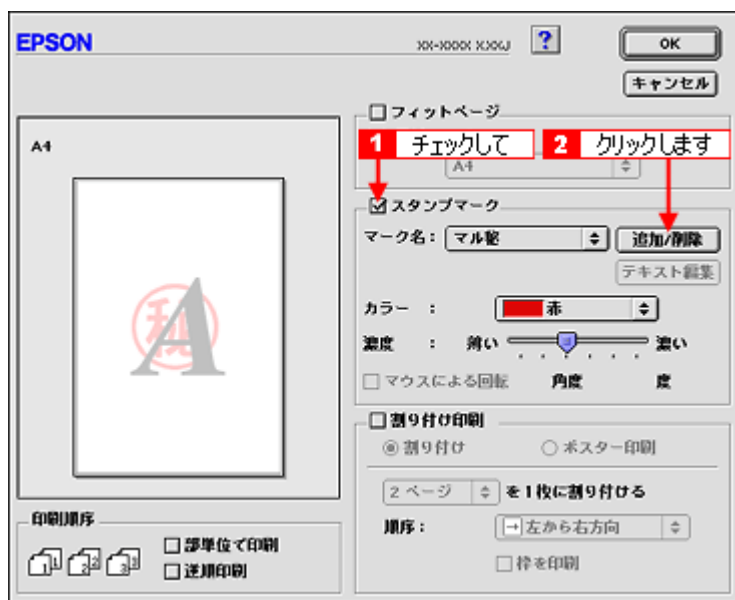 EPSON
XX-XXXX X.XXJ
?
OK
キャンセル
フィットページ
1 チェックして
2 クリックします
A4
A4
スタンプマーク
マーク名： マル秘
追加/削除
テキスト編集
カラー ： 赤
濃度 ： 薄い 濃い
マウスによる回転 角度 度
秘
A
割り付け印刷
割り付け ポスター印刷
2 ページ を1枚に割り付ける
順序： 左から右方向
枠を印刷
印刷順序
1 1 2 2 3 3
部単位で印刷
逆順印刷